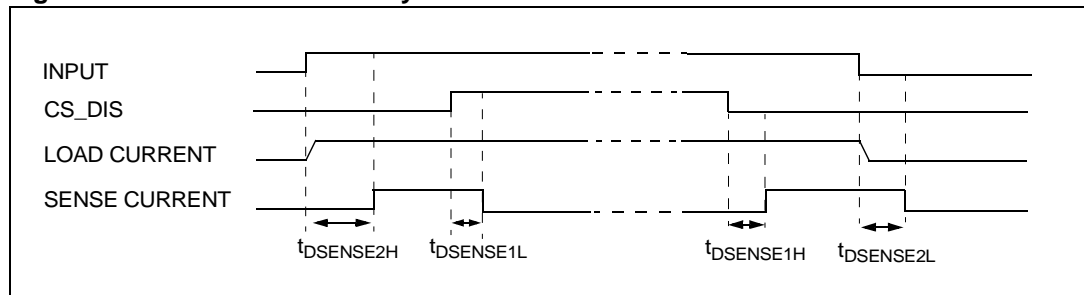 INPUT
CS_DIS
LOAD CURRENT
SENSE CURRENT
tDSENSE2H tDSENSE1L tDSENSE1H tDSENSE2L